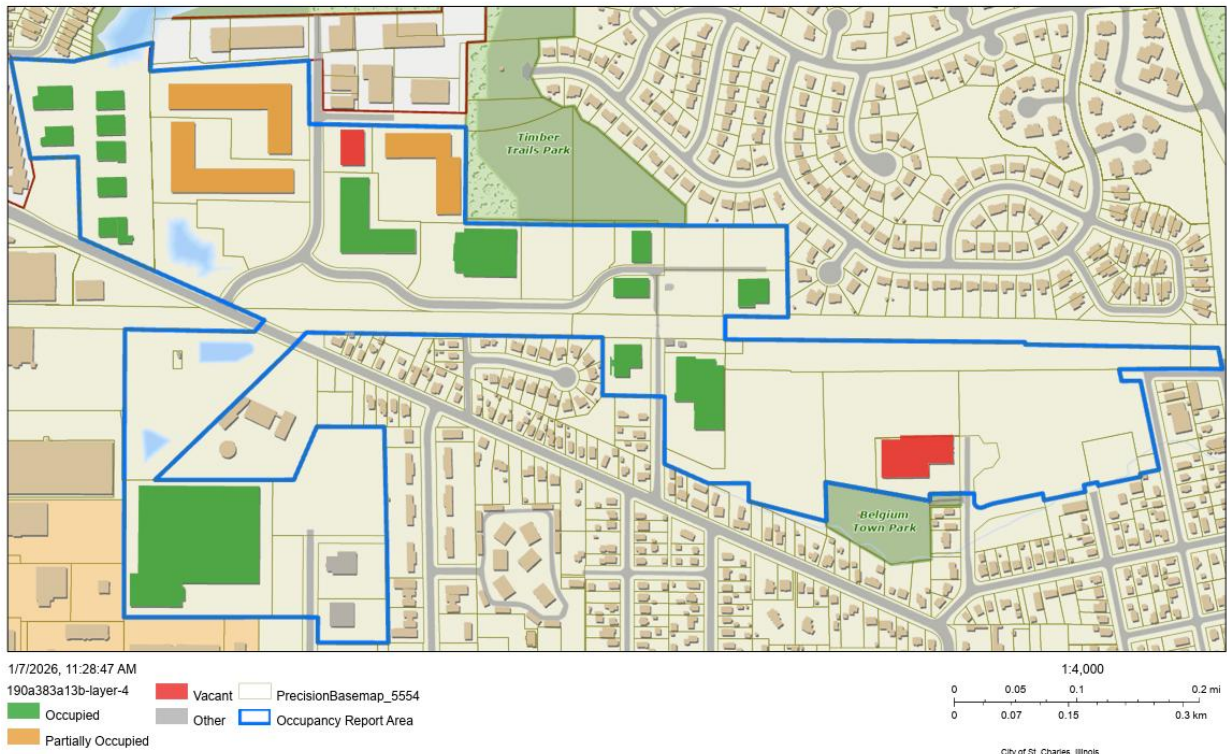 Timber
Trails Park
Belgium
Town Park
1/7/2026, 11:28:47 AM
190a383a13b-layer-4
Occupied
Partially Occupied
Vacant
Other
PrecisionBasemap_5554
Occupancy Report Area
1:4,000
0 0.05 0.1 0.2 mi
0 0.07 0.15 0.3 km
City of St. Charles, Illinois